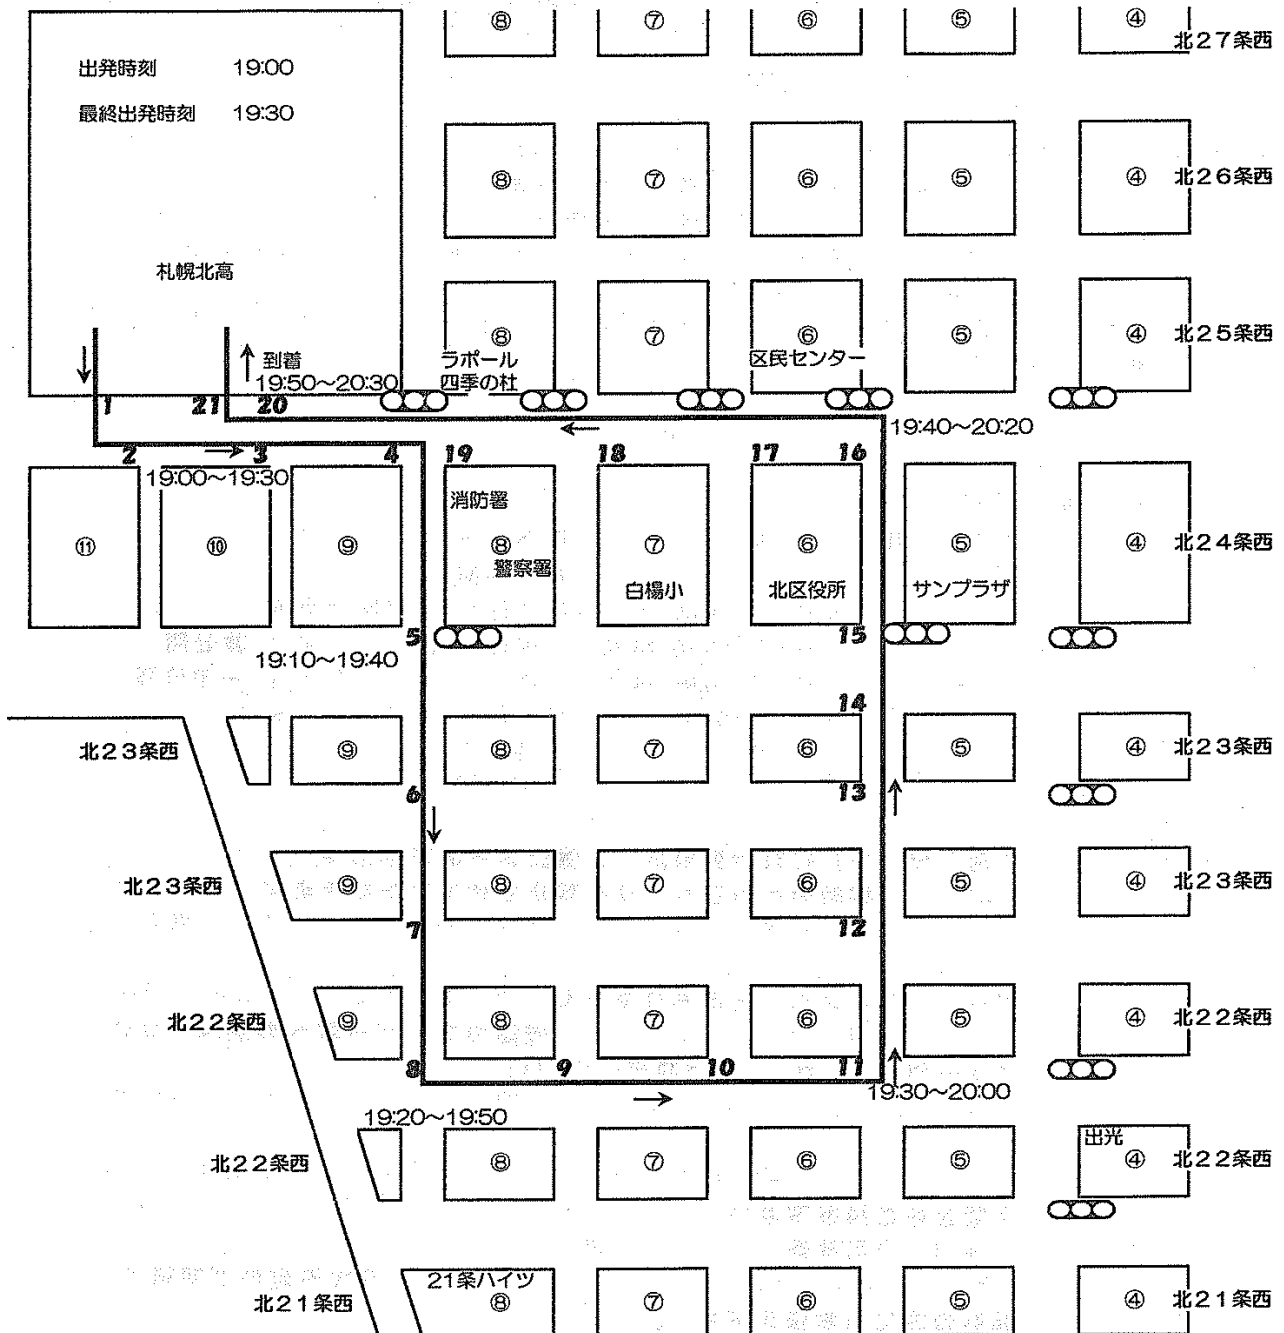 ⑧ ⑦ ⑥ ⑤ ④ 北27条西
出発時刻 19:00
最終出発時刻 19:30
⑧ ⑦ ⑥ ⑤ ④ 北26条西
札幌北高
⑧ ⑦ ⑥ ⑤ ④ 北25条西
到着
19:50～20:30
ラポール
四季の杜
区民センター
1 21 20
19:40～20:20
2 3 4 19 18 17 16
19:00～19:30
消防署
⑪ ⑩ ⑨ ⑧ ⑦ ⑥ ⑤ ④ 北24条西
警察署
白楊小 北区役所 サンプラザ
5 15
19:10～19:40
14
北23条西 ⑨ ⑧ ⑦ ⑥ ⑤ ④ 北23条西
6 13
北23条西 ⑨ ⑧ ⑦ ⑥ ⑤ ④ 北23条西
7 12
北22条西 ⑨ ⑧ ⑦ ⑥ ⑤ ④ 北22条西
8 9 10 11
19:30～20:00
19:20～19:50
出光
北22条西 ⑧ ⑦ ⑥ ⑤ ④ 北22条西
21条ハイツ
北21条西 ⑧ ⑦ ⑥ ⑤ ④ 北21条西